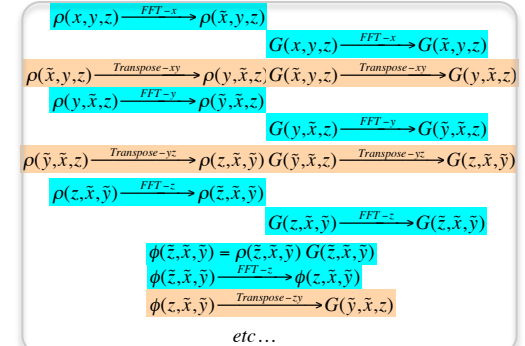 ρ(x,y,z) —FFT−x→ ρ(x̃,y,z)
G(x,y,z) —FFT−x→ G(x̃,y,z)
ρ(x̃,y,z) —Transpose−xy→ ρ(y,x̃,z) G(x̃,y,z) —Transpose−xy→ G(y,x̃,z)
ρ(y,x̃,z) —FFT−y→ ρ(ỹ,x̃,z)
G(y,x̃,z) —FFT−y→ G(ỹ,x̃,z)
ρ(ỹ,x̃,z) —Transpose−yz→ ρ(z,x̃,ỹ) G(ỹ,x̃,z) —Transpose−yz→ G(z,x̃,ỹ)
ρ(z,x̃,ỹ) —FFT−z→ ρ(z̃,x̃,ỹ)
G(z,x̃,ỹ) —FFT−z→ G(z̃,x̃,ỹ)
ϕ(z̃,x̃,ỹ) = ρ(z̃,x̃,ỹ) G(z̃,x̃,ỹ)
ϕ(z̃,x̃,ỹ) —FFT−z→ ϕ(z,x̃,ỹ)
ϕ(z,x̃,ỹ) —Transpose−zy→ G(ỹ,x̃,z)
etc…